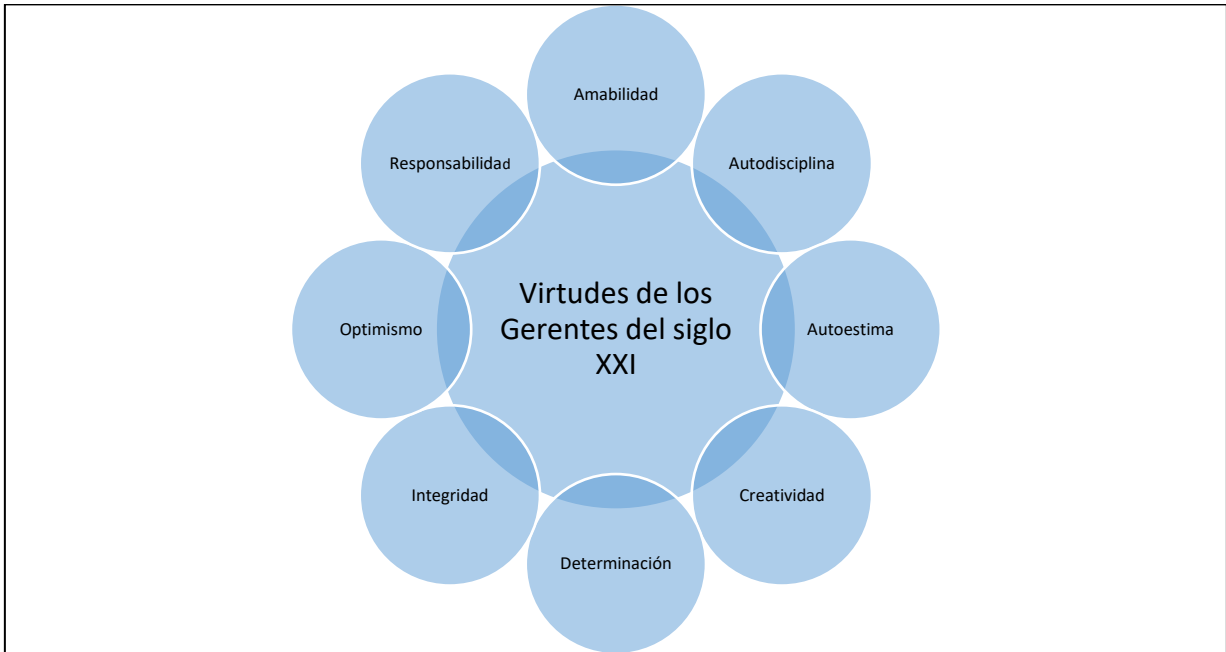 Amabilidad
Responsabilidad
Autodisciplina
Virtudes de los
Gerentes del siglo
XXI
Optimismo
Autoestima
Integridad
Creatividad
Determinación